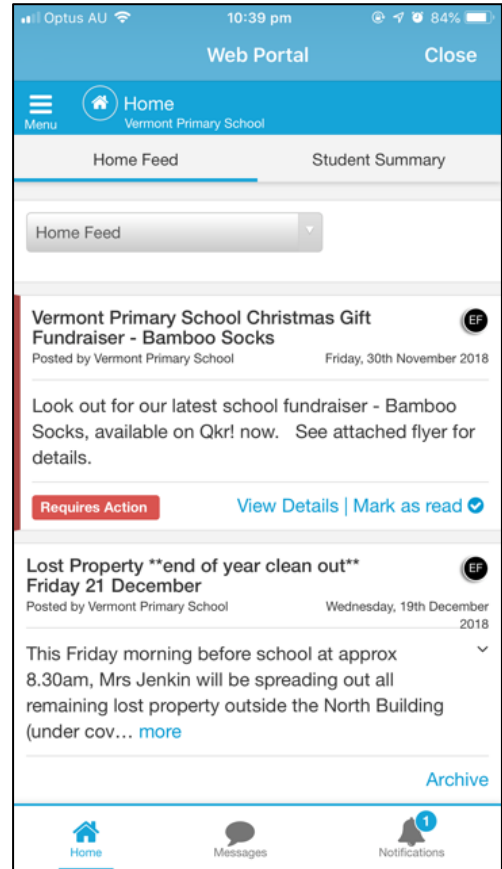 Optus AU 10:39 pm 84%
Web Portal Close
Menu
Home
Vermont Primary School
Home Feed Student Summary
Home Feed
Vermont Primary School Christmas Gift
Fundraiser - Bamboo Socks
EF
Posted by Vermont Primary School Friday, 30th November 2018
Look out for our latest school fundraiser - Bamboo
Socks, available on Qkr! now. See attached flyer for
details.
Requires Action View Details | Mark as read
Lost Property **end of year clean out**
Friday 21 December
EF
Posted by Vermont Primary School Wednesday, 19th December
2018
This Friday morning before school at approx
8.30am, Mrs Jenkin will be spreading out all
remaining lost property outside the North Building
(under cov... more
Archive
1
Home Messages Notifications